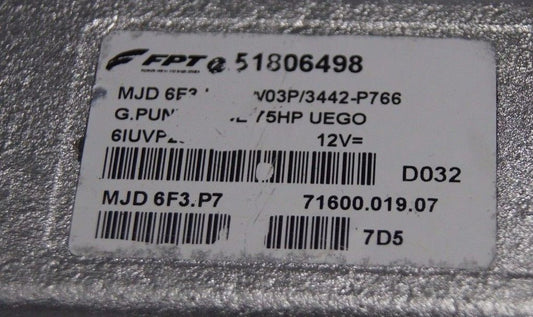 FPT 51806498
MJD 6F3. V03P/3442-P766
G.PUN 75HP UEGO
6IUVP 12V=
D032
MJD 6F3.P7 71600.019.07
7D5